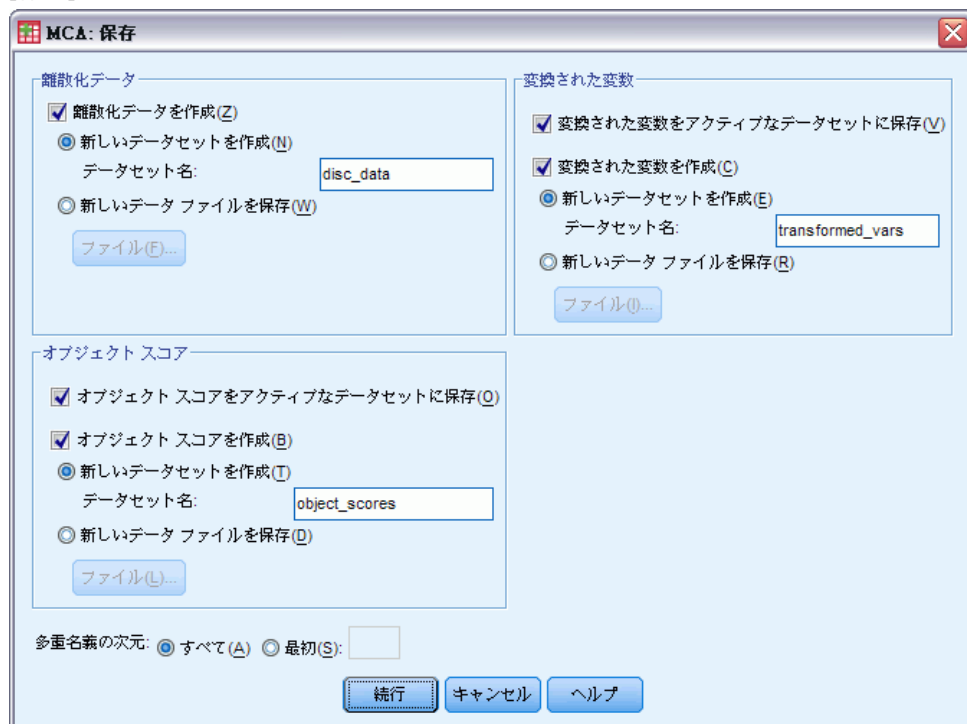 MCA: 保存
離散化データ
離散化データを作成(Z)
新しいデータセットを作成(N)
データセット名:
disc_data
新しいデータ ファイルを保存(W)
ファイル(F)...
変換された変数
変換された変数をアクティブなデータセットに保存(V)
変換された変数を作成(C)
新しいデータセットを作成(E)
データセット名:
transformed_vars
新しいデータ ファイルを保存(R)
ファイル(I)...
オブジェクト スコア
オブジェクト スコアをアクティブなデータセットに保存(O)
オブジェクト スコアを作成(B)
新しいデータセットを作成(T)
データセット名:
object_scores
新しいデータ ファイルを保存(D)
ファイル(L)...
多重名義の次元: すべて(A) 最初(S):
続行 キャンセル ヘルプ